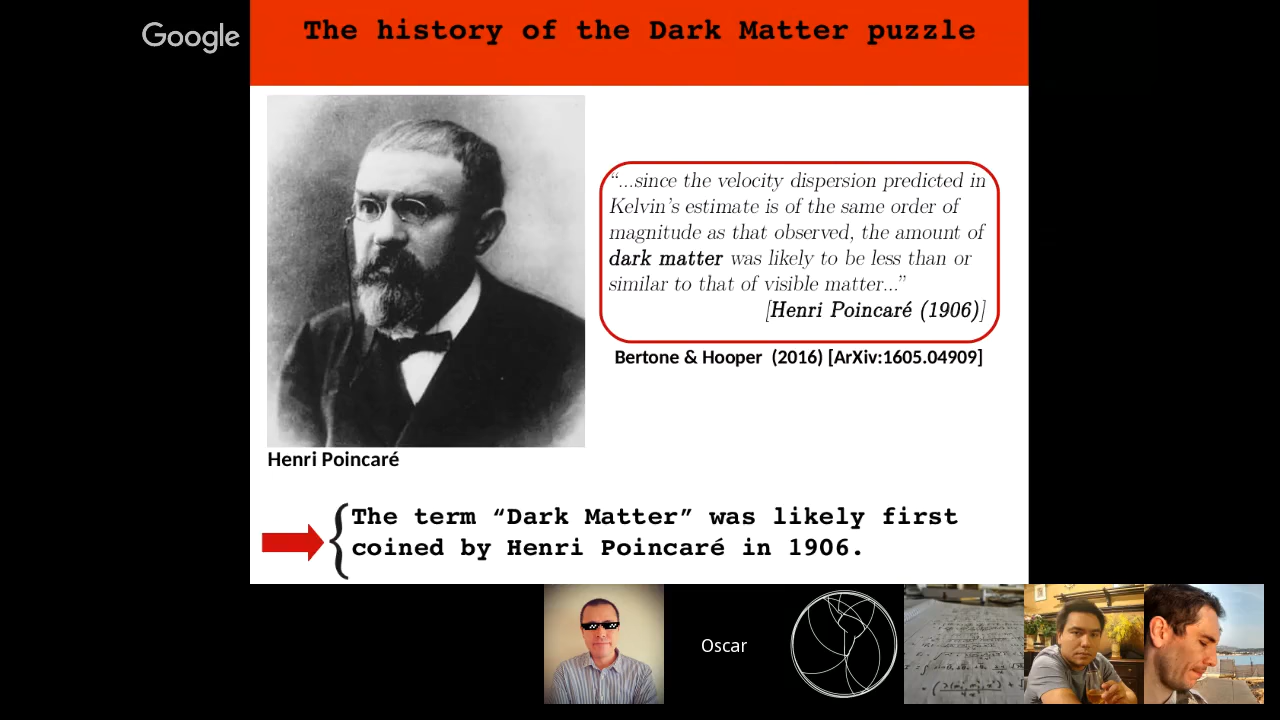 Google
The history of the Dark Matter puzzle
“...since the velocity dispersion predicted in
Kelvin’s estimate is of the same order of
magnitude as that observed, the amount of
dark matter was likely to be less than or
similar to that of visible matter...”
[Henri Poincaré (1906)]
Bertone & Hooper (2016) [ArXiv:1605.04909]
Henri Poincaré
The term “Dark Matter” was likely first
coined by Henri Poincaré in 1906.
Oscar